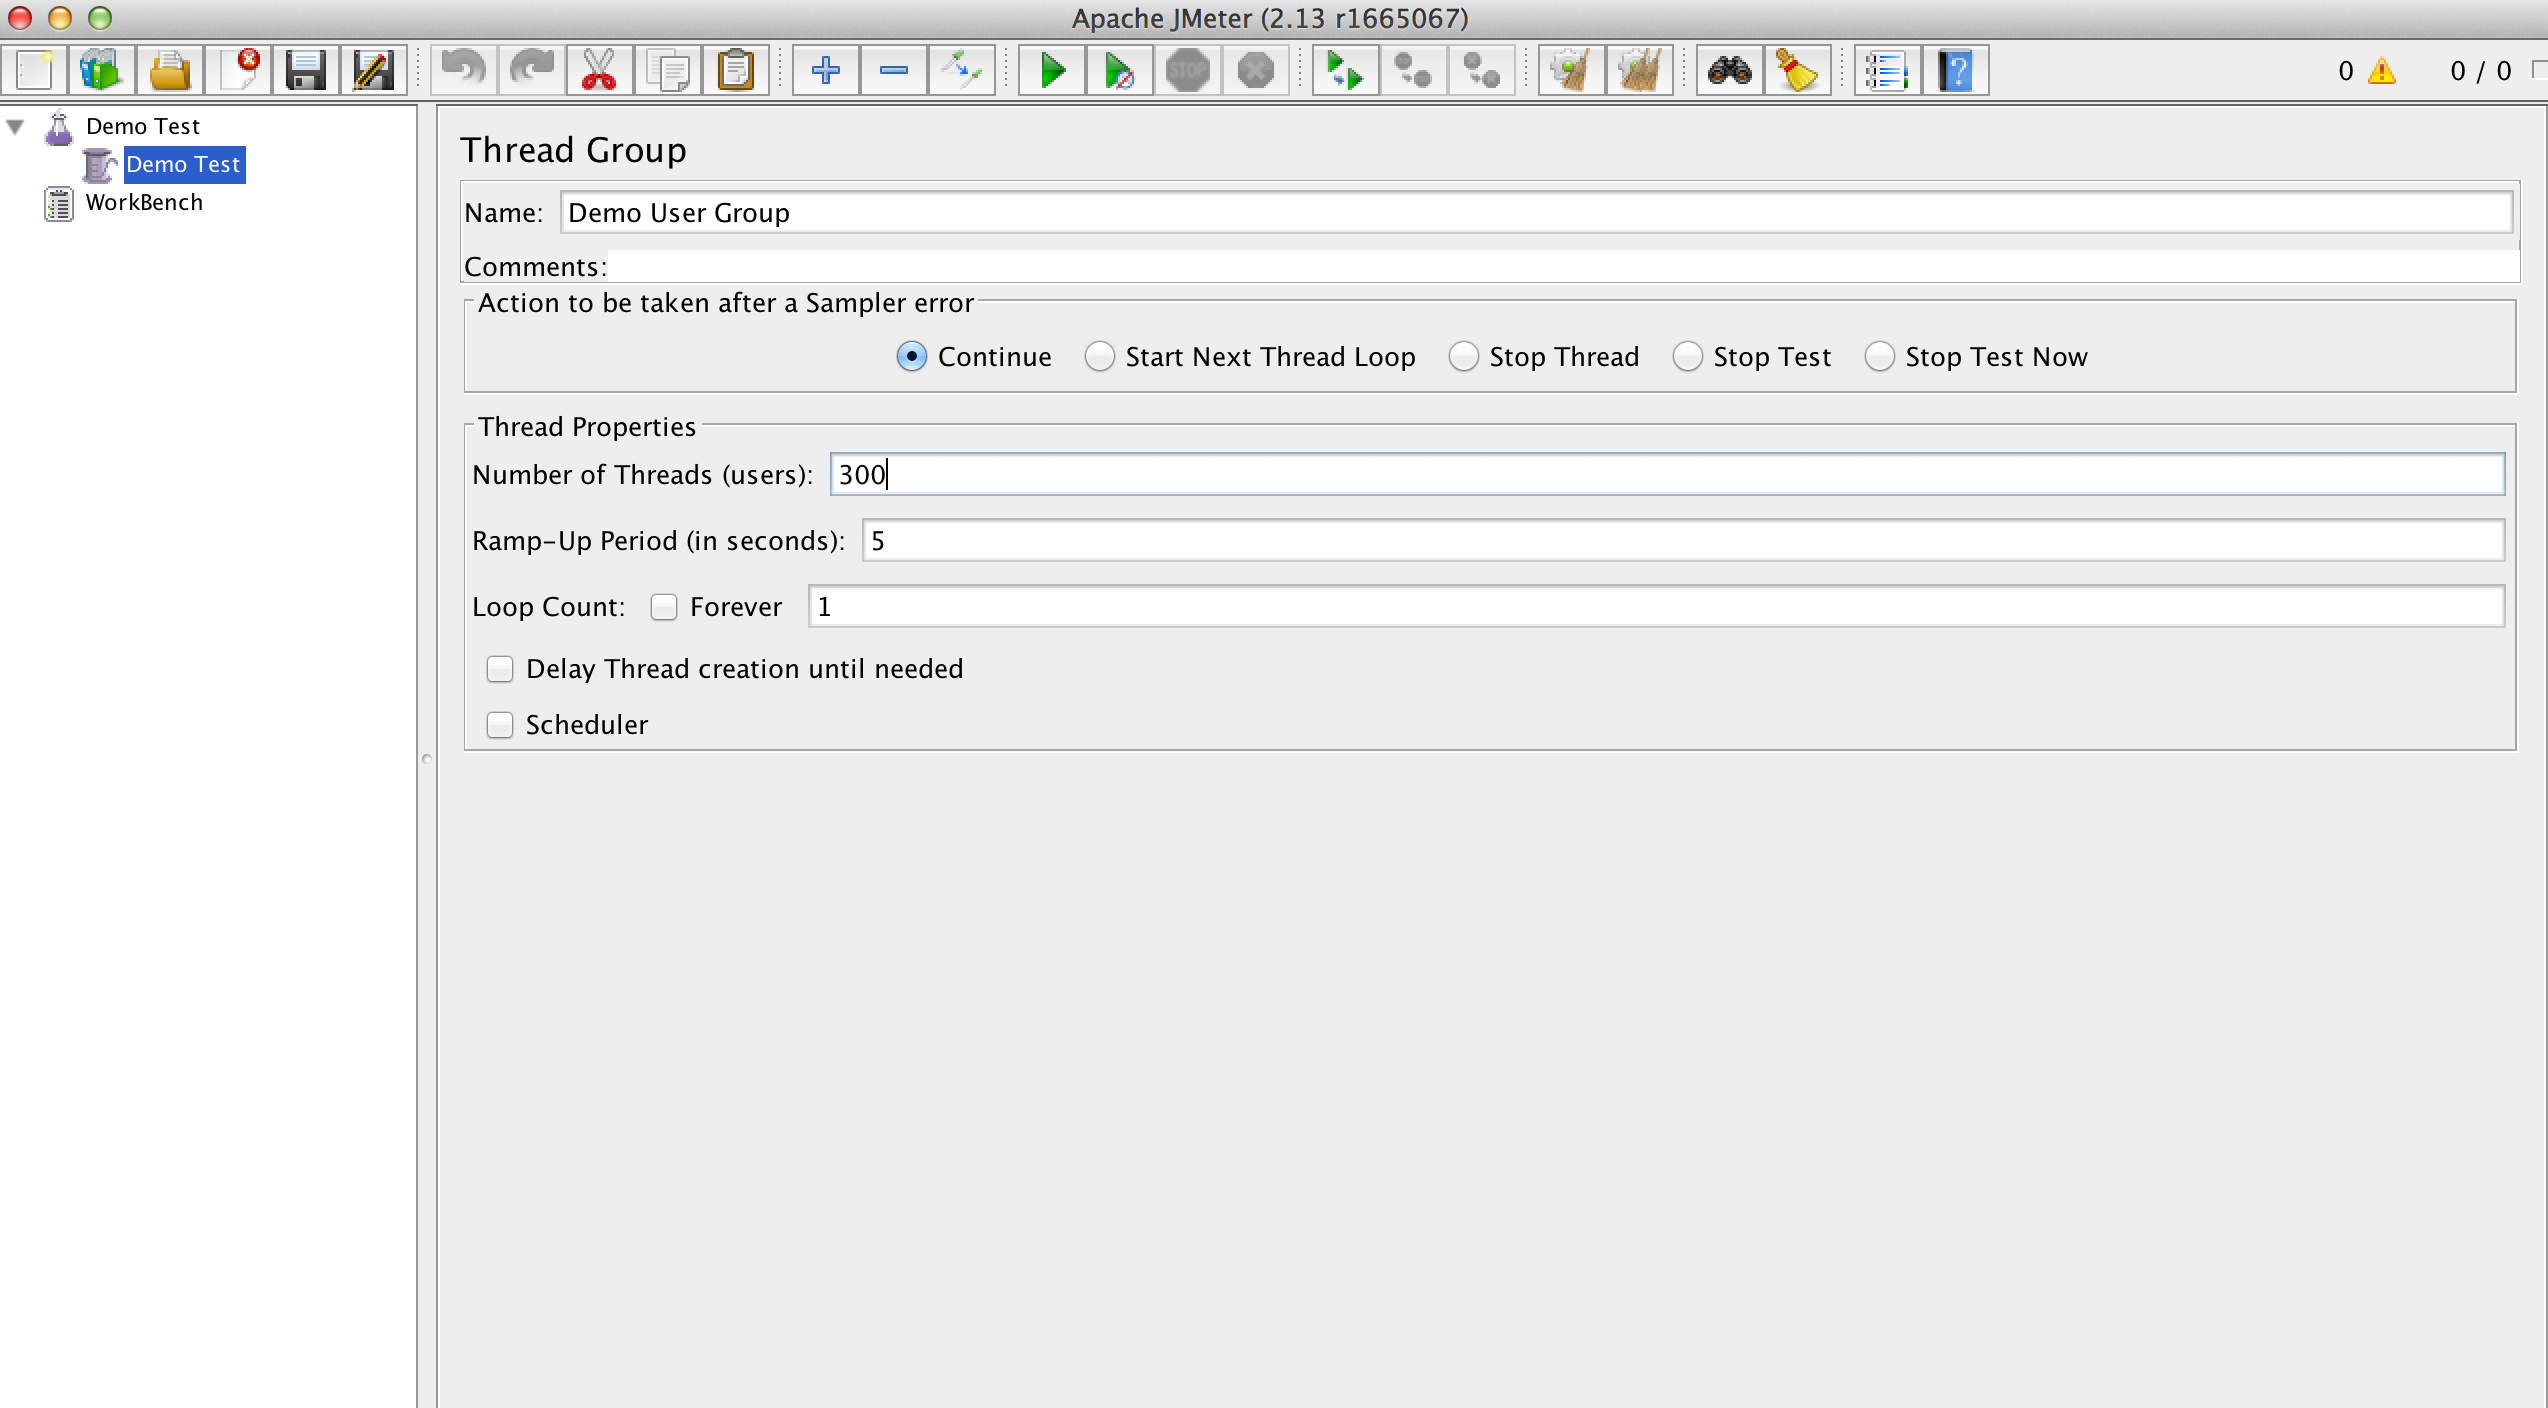 Apache JMeter (2.13 r1665067)
STOP
0 0 / 0
Demo Test
Demo Test
WorkBench
Thread Group
Name: Demo User Group
Comments:
Action to be taken after a Sampler error
Continue Start Next Thread Loop Stop Thread Stop Test Stop Test Now
Thread Properties
Number of Threads (users): 300
Ramp-Up Period (in seconds): 5
Loop Count: Forever 1
Delay Thread creation until needed
Scheduler